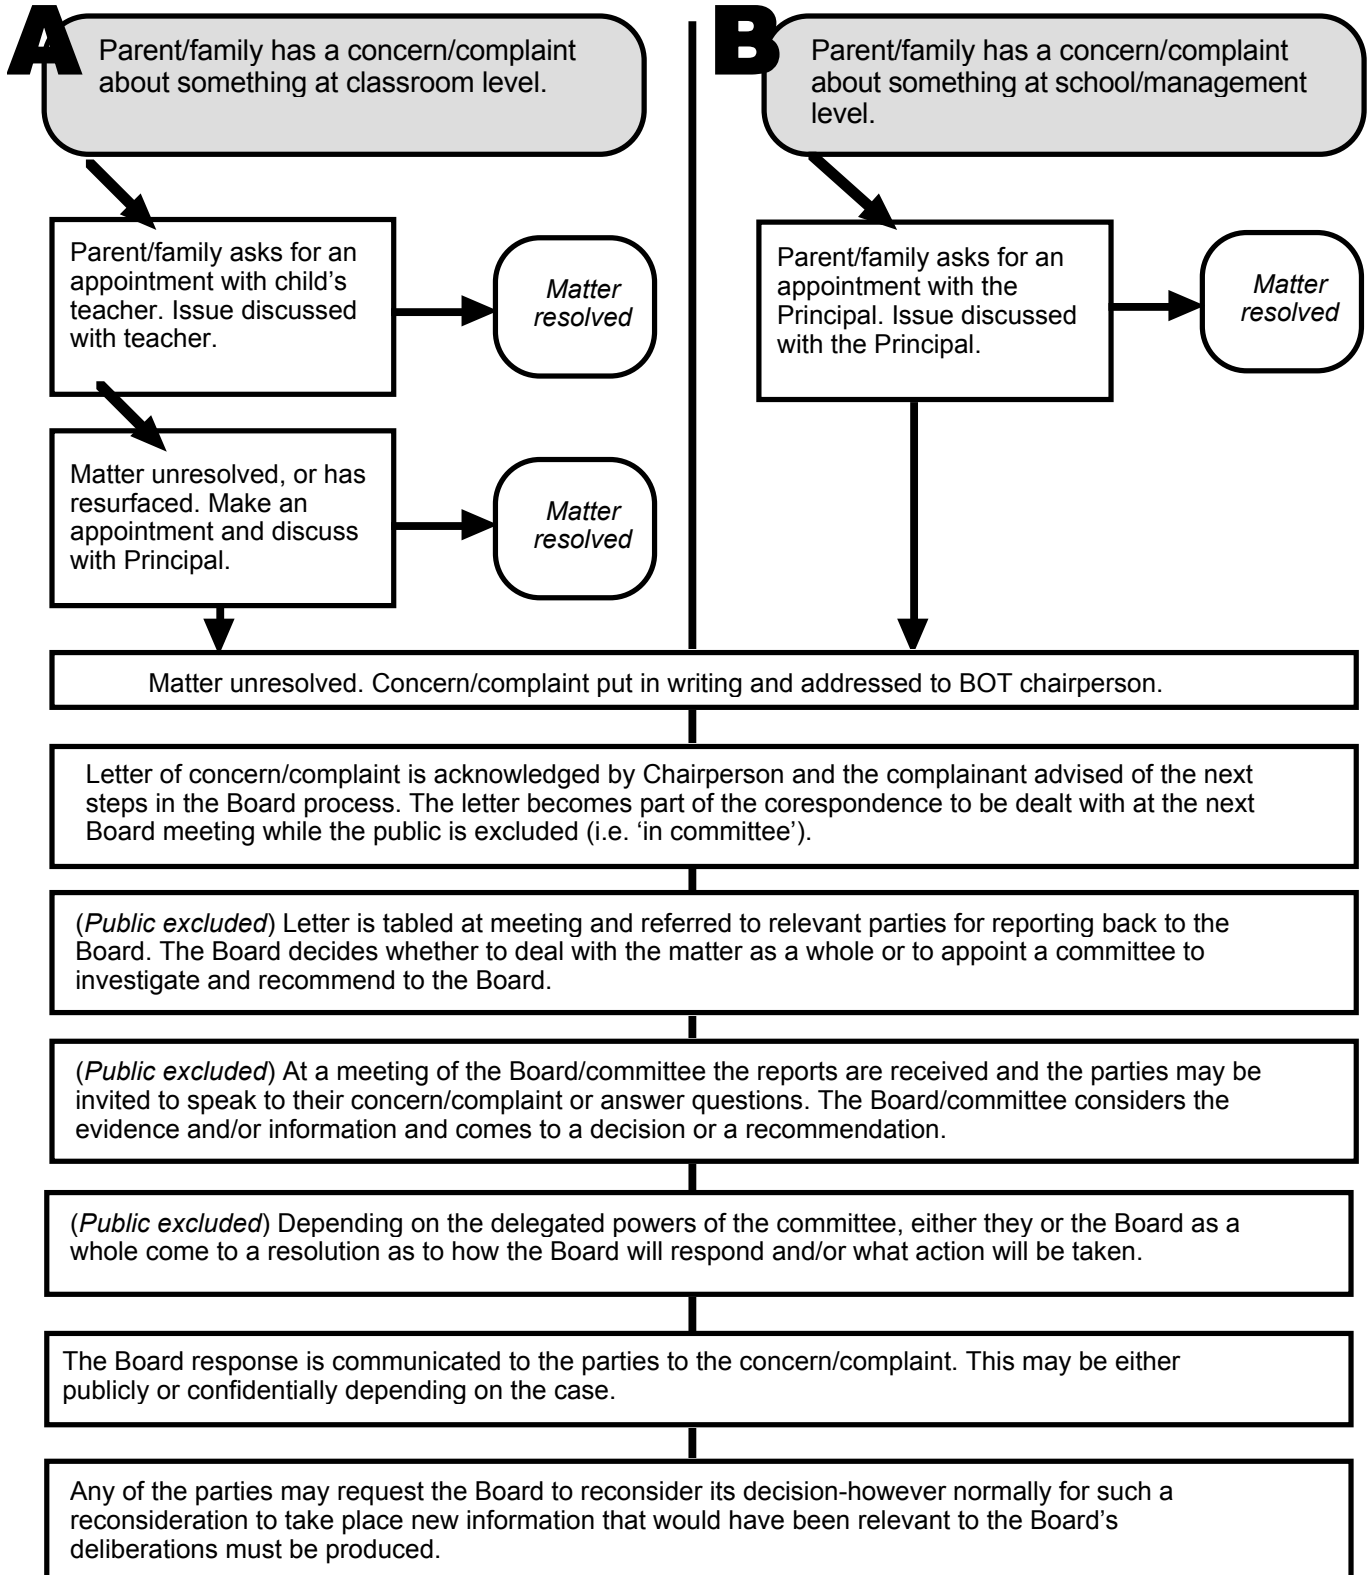 A
Parent/family has a concern/complaint
about something at classroom level.
Parent/family asks for an
appointment with child's
teacher. Issue discussed
with teacher.
Matter
resolved
Matter unresolved, or has
resurfaced. Make an
appointment and discuss
with Principal.
Matter
resolved
B
Parent/family has a concern/complaint
about something at school/management
level.
Parent/family asks for an
appointment with the
Principal. Issue discussed
with the Principal.
Matter
resolved
Matter unresolved. Concern/complaint put in writing and addressed to BOT chairperson.
Letter of concern/complaint is acknowledged by Chairperson and the complainant advised of the next
steps in the Board process. The letter becomes part of the corespondence to be dealt with at the next
Board meeting while the public is excluded (i.e. ‘in committee’).
(Public excluded) Letter is tabled at meeting and referred to relevant parties for reporting back to the
Board. The Board decides whether to deal with the matter as a whole or to appoint a committee to
investigate and recommend to the Board.
(Public excluded) At a meeting of the Board/committee the reports are received and the parties may be
invited to speak to their concern/complaint or answer questions. The Board/committee considers the
evidence and/or information and comes to a decision or a recommendation.
(Public excluded) Depending on the delegated powers of the committee, either they or the Board as a
whole come to a resolution as to how the Board will respond and/or what action will be taken.
The Board response is communicated to the parties to the concern/complaint. This may be either
publicly or confidentially depending on the case.
Any of the parties may request the Board to reconsider its decision-however normally for such a
reconsideration to take place new information that would have been relevant to the Board’s
deliberations must be produced.